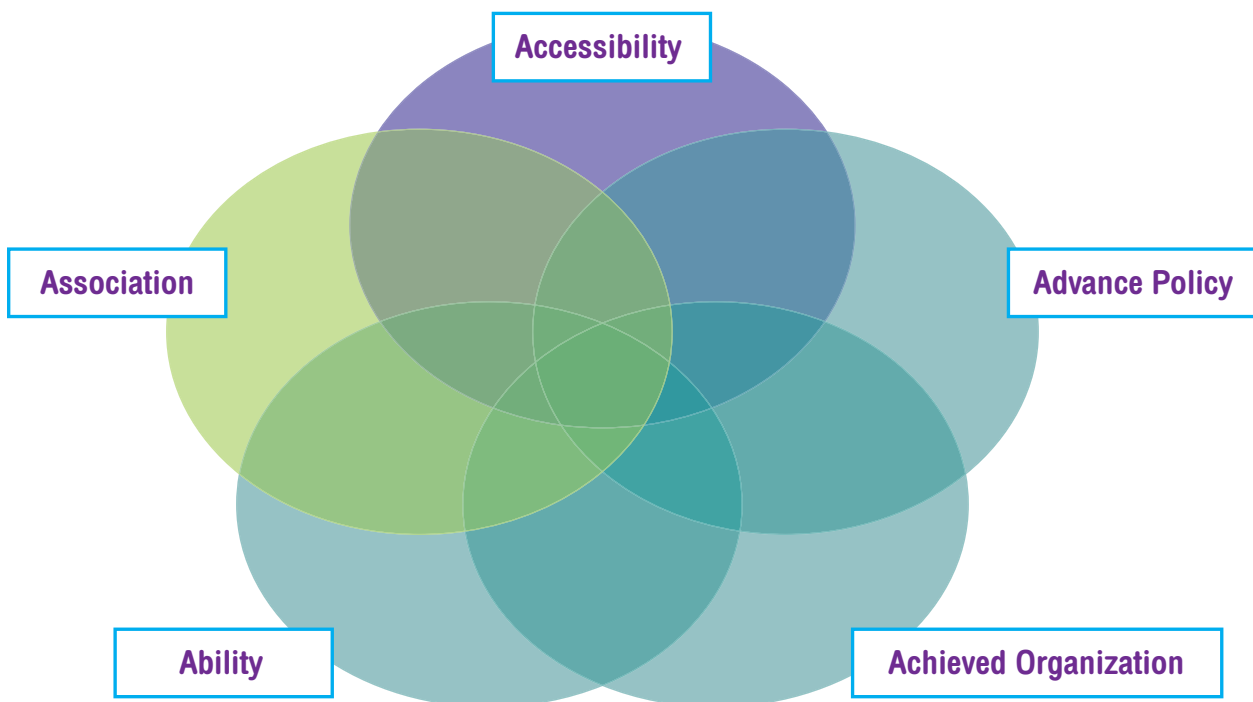 Accessibility
Association
Advance Policy
Ability
Achieved Organization